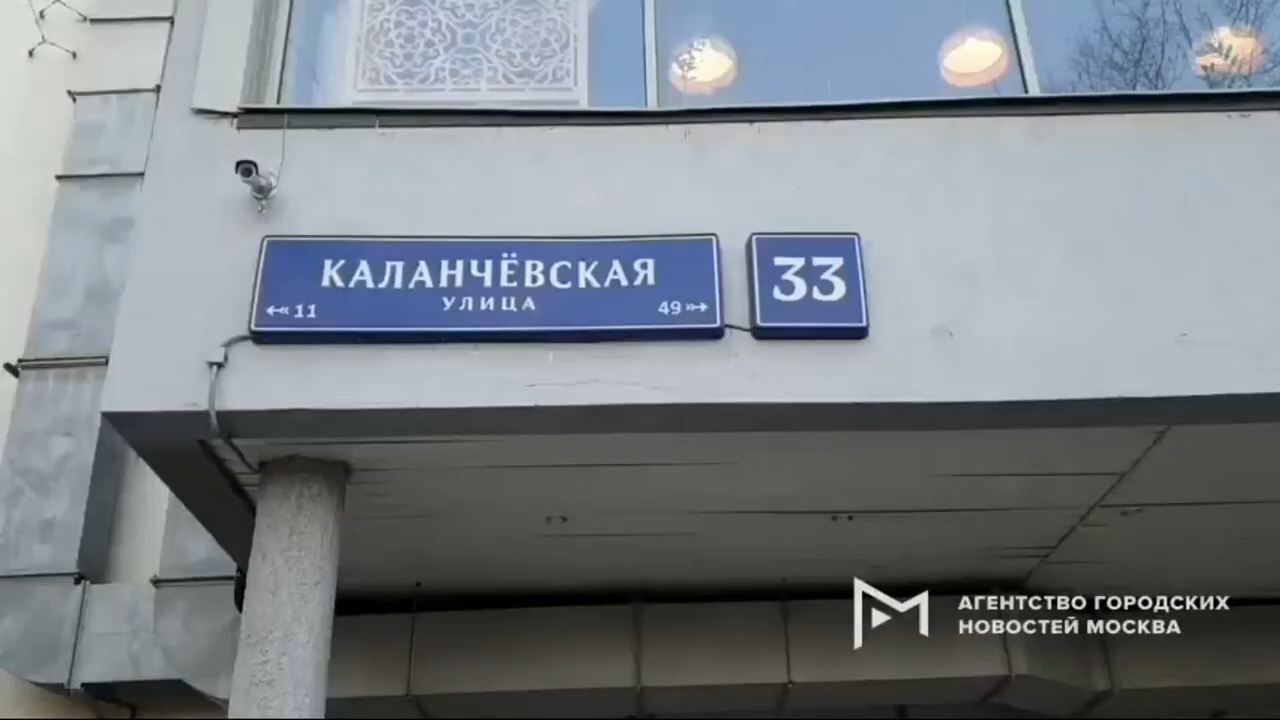 КАЛАНЧЁВСКАЯ
УЛИЦА
11
49
33
АГЕНТСТВО ГОРОДСКИХ
НОВОСТЕЙ МОСКВА